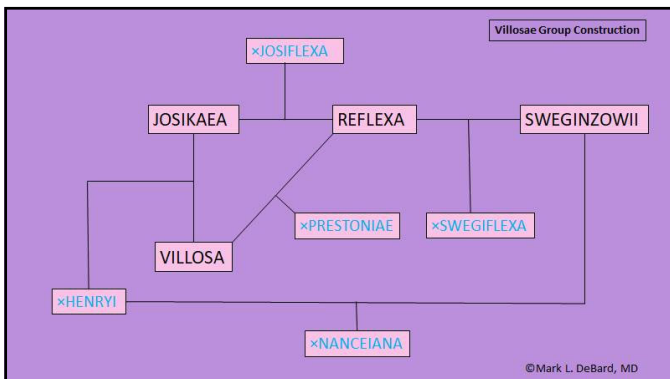 Villosae Group Construction
×JOSIFLEXA
JOSIKAEA
REFLEXA
SWEGINZOWII
×PRESTONIAE
×SWEGIFLEXA
VILLOSA
×HENRYI
×NANCEIANA
©Mark L. DeBard, MD